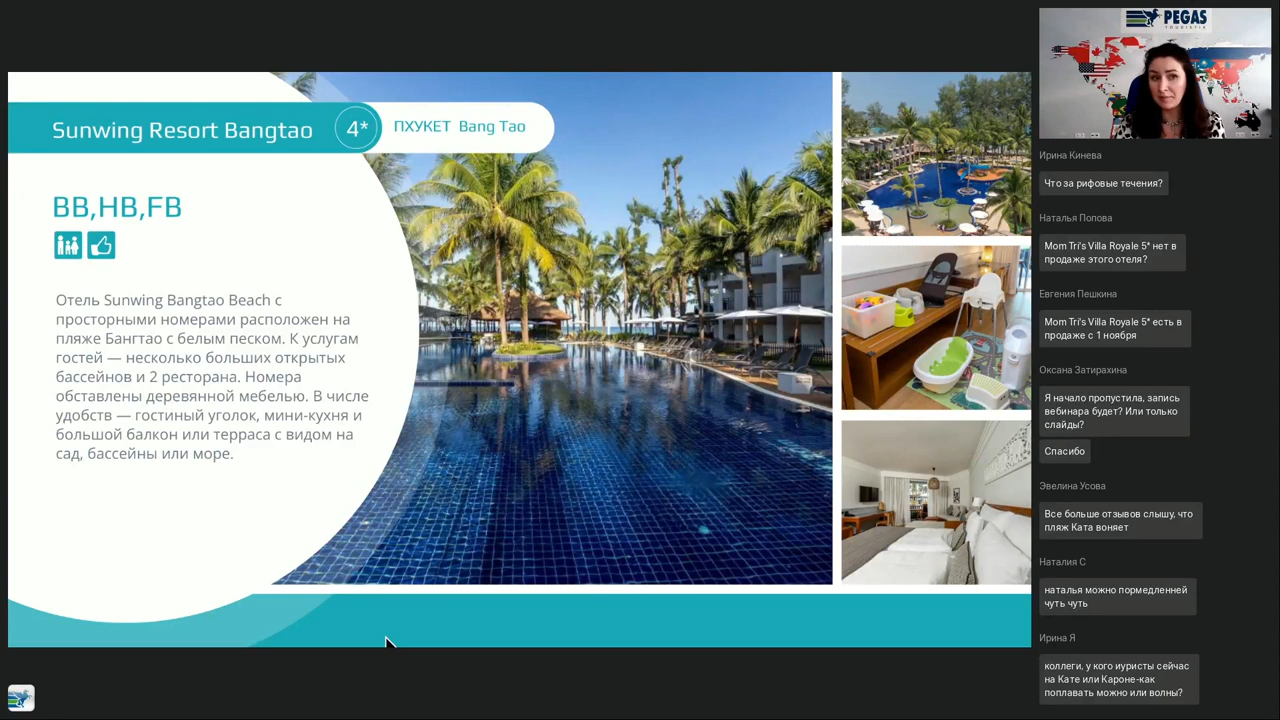 Sunwing Resort Bangtao
4*
ПХУКЕТ Bang Tao
BB,HB,FB
Отель Sunwing Bangtao Beach с
просторными номерами расположен на
пляже Бангтао с белым песком. К услугам
гостей — несколько больших открытых
бассейнов и 2 ресторана. Номера
обставлены деревянной мебелью. В числе
удобств — гостиный уголок, мини-кухня и
большой балкон или терраса с видом на
сад, бассейны или море.
PEGAS
TOURISTIK
Ирина Кинева
Что за рифовые течения?
Наталья Попова
Mom Tri's Villa Royale 5* нет в
продаже этого отеля?
Евгения Пешкина
Mom Tri's Villa Royale 5* есть в
продаже с 1 ноября
Оксана Затирахина
Я начало пропустила, запись
вебинара будет? Или только
слайды?
Спасибо
Эвелина Усова
Все больше отзывов слышу, что
пляж Ката воняет
Наталия С
наталья можно пормедленней
чуть чуть
Ирина Я
коллеги, у кого иуристы сейчас
на Кате или Кароне-как
поплавать можно или волны?